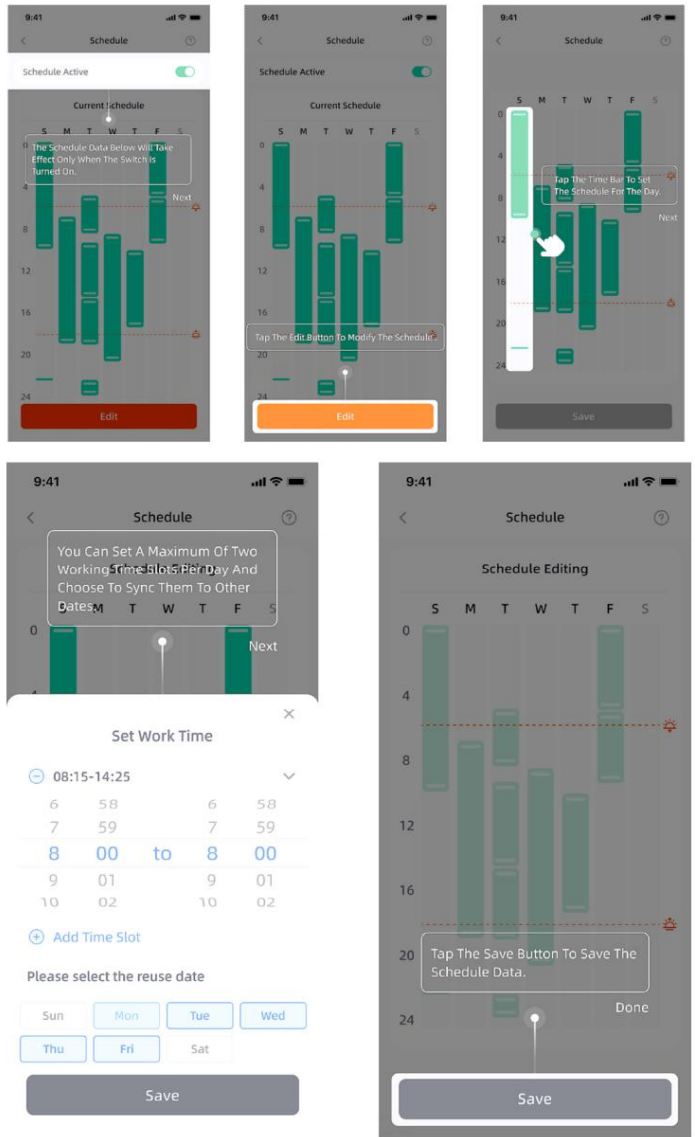 9:41
Schedule
Schedule Active
Current Schedule
S M T W T F S
0
The Schedule Data Below Will Take
Effect Only When The Switch Is
Turned On.
4
Next
8
12
16
20
24
Edit
9:41
Schedule
Schedule Active
Current Schedule
S M T W T F S
0
4
8
12
16
Tap The Edit Button To Modify The Schedule
20
24
Edit
9:41
Schedule
S M T W T F S
0
4
Tap The Time Bar To Set
The Schedule For The Day.
8
Next
12
16
20
24
Save
9:41
Schedule
You Can Set A Maximum Of Two
Working Time Slots Per Day And
Choose To Sync Them To Other
Dates.
Schedule Editing
S M T W T F S
0
Next
4
Set Work Time
08:15-14:25
6 58 6 58
7 59 7 59
8 00 to 8 00
9 01 9 01
10 02 10 02
Add Time Slot
Please select the reuse date
Sun Mon Tue Wed
Thu Fri Sat
Save
9:41
Schedule
Schedule Editing
S M T W T F S
0
4
8
12
16
20
Tap The Save Button To Save The
Schedule Data.
Done
24
Save